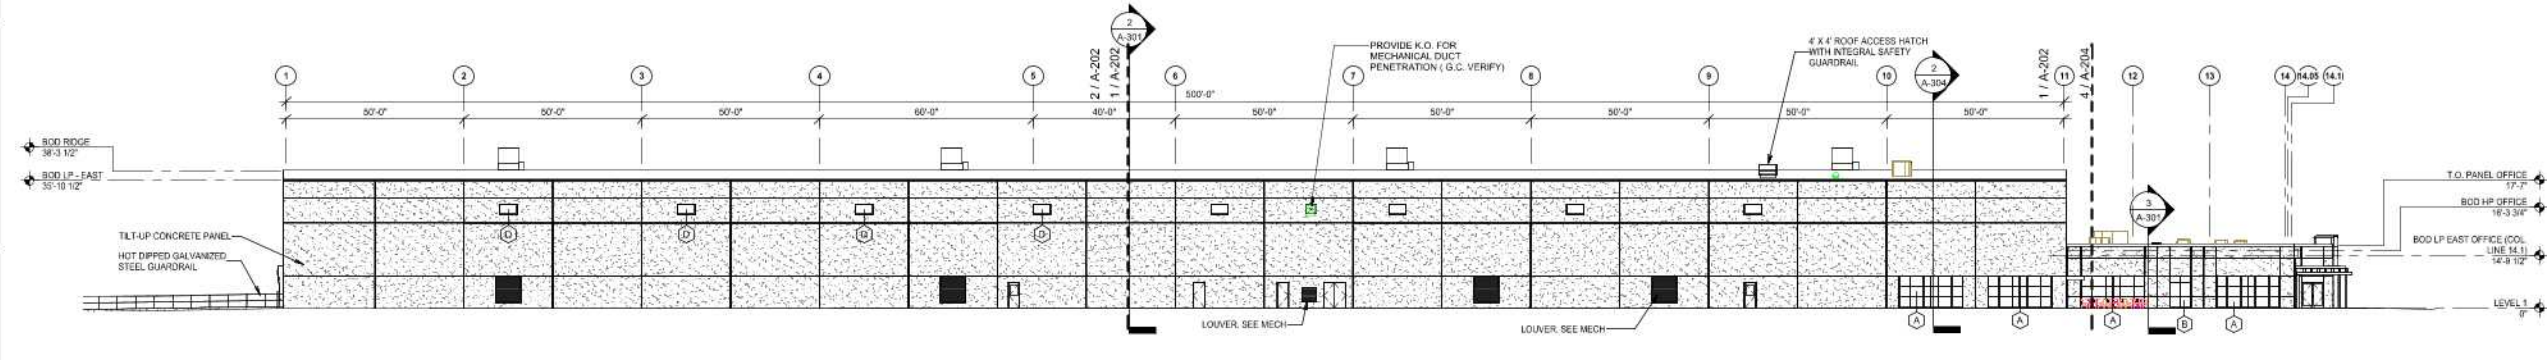 2
A-301
2 / A-202
1 / A-202
PROVIDE K.O. FOR
MECHANICAL DUCT
PENETRATION ( G.C. VERIFY)
4' X 4' ROOF ACCESS HATCH
WITH INTEGRAL SAFETY
GUARDRAIL
2
A-304
1 / A-202
4 / A-204
1
2
3
4
5
6
7
8
9
10
11
12
13
14
14.05
14.1
500'-0"
50'-0"
50'-0"
50'-0"
60'-0"
40'-0"
50'-0"
50'-0"
50'-0"
50'-0"
50'-0"
BOD RIDGE
38'-3 1/2"
BOD LP - EAST
35'-10 1/2"
T.O. PANEL OFFICE
17'-7"
BOD HP OFFICE
16'-3 3/4"
3
A-301
BOD LP EAST OFFICE (COL
LINE 14.1)
14'-9 1/2"
TILT-UP CONCRETE PANEL
HOT DIPPED GALVANIZED
STEEL GUARDRAIL
D
D
D
D
LEVEL 1
0"
LOUVER, SEE MECH
LOUVER, SEE MECH
A
A
A
B
A